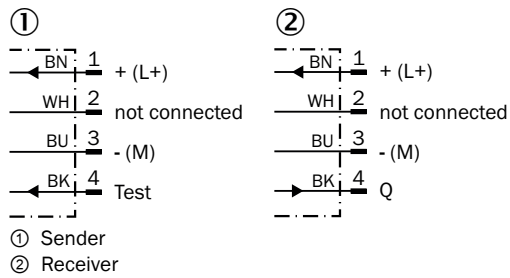 ① ②
BN 1 + (L+) BN 1 + (L+)
WH 2 not connected WH 2 not connected
BU 3 - (M) BU 3 - (M)
BK 4 Test BK 4 Q
① Sender
② Receiver